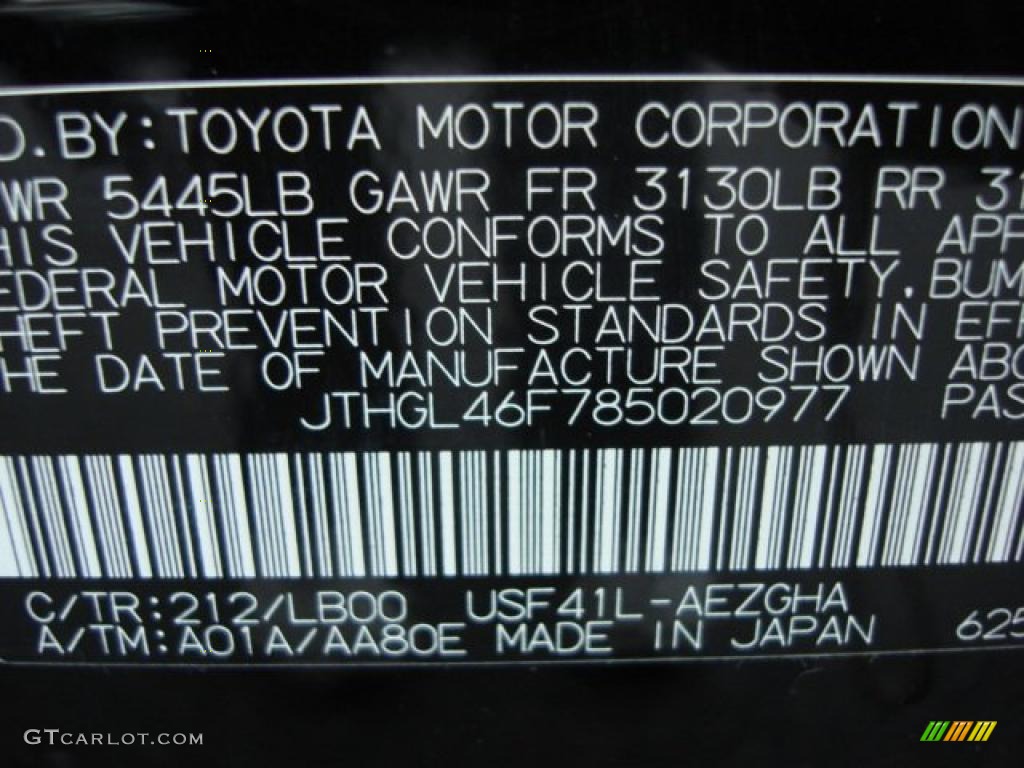 D. BY: TOYOTA MOTOR CORPORATION
WR 5445LB GAWR FR 3130LB RR 31
HIS VEHICLE CONFORMS TO ALL APP
EDERAL MOTOR VEHICLE SAFETY, BUM
HEFT PREVENTION STANDARDS IN EFF
HE DATE OF MANUFACTURE SHOWN ABO
JTHGL46F785020977 PAS
C/TR:212/LB00 USF41L-AEZGHA
A/TM:A01A/AA80E MADE IN JAPAN 625
GTCARLOT.COM